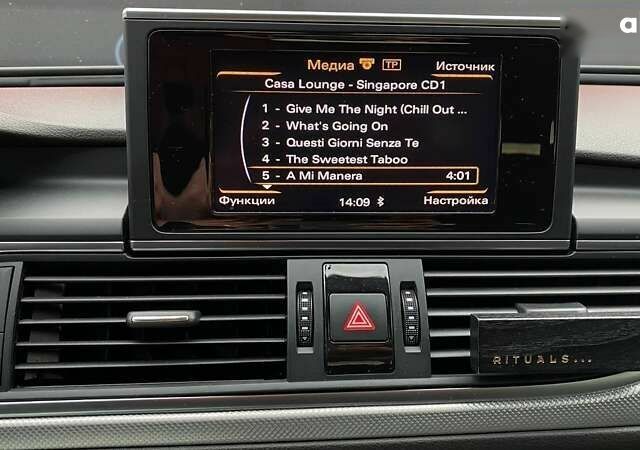 a
Медиа TP Источник
Casa Lounge - Singapore CD1
1 - Give Me The Night (Chill Out ...
2 - What's Going On
3 - Questi Giorni Senza Te
4 - The Sweetest Taboo
5 - A Mi Manera 4:01
Функции 14:09 Настройка
RITUALS...